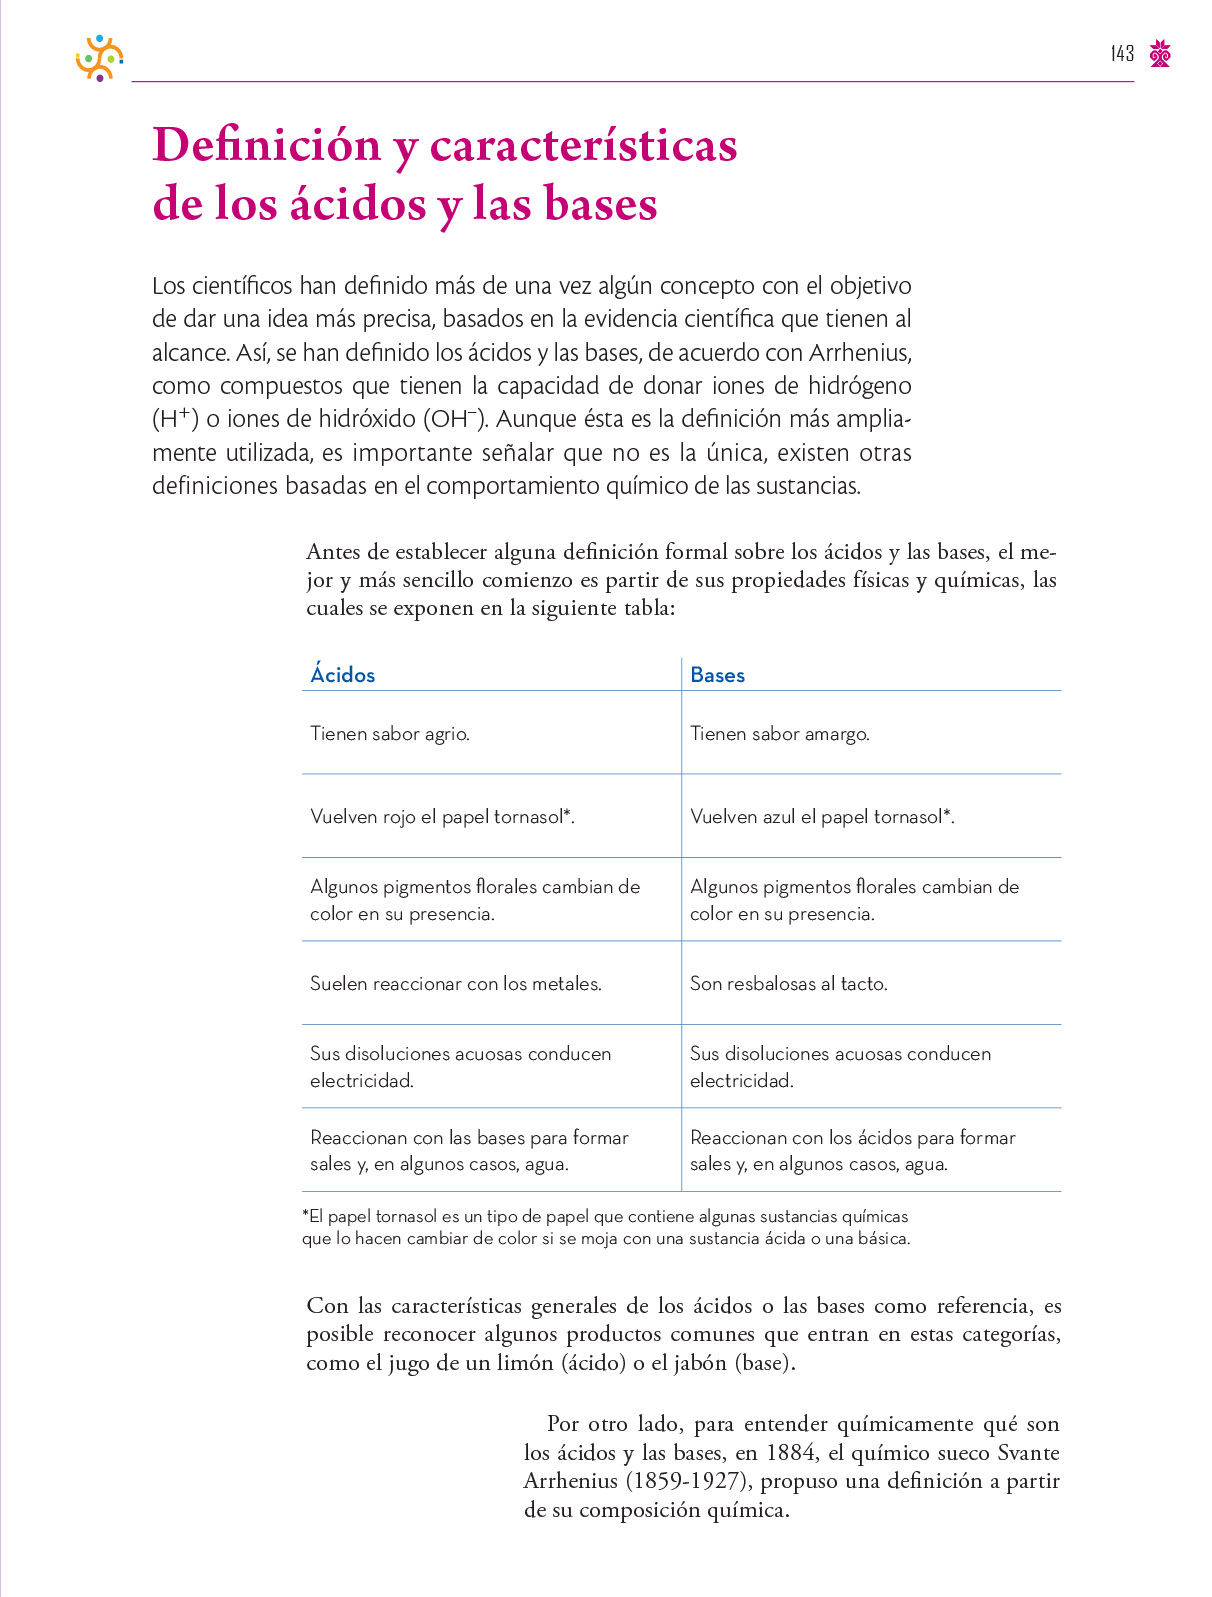 143
Definición y características
de los ácidos y las bases
Los científicos han definido más de una vez algún concepto con el objetivo
de dar una idea más precisa, basados en la evidencia científica que tienen al
alcance. Así, se han definido los ácidos y las bases, de acuerdo con Arrhenius,
como compuestos que tienen la capacidad de donar iones de hidrógeno
(H⁺) o iones de hidróxido (OH⁻). Aunque ésta es la definición más amplia-
mente utilizada, es importante señalar que no es la única, existen otras
definiciones basadas en el comportamiento químico de las sustancias.
Antes de establecer alguna definición formal sobre los ácidos y las bases, el me-
jor y más sencillo comienzo es partir de sus propiedades físicas y químicas, las
cuales se exponen en la siguiente tabla:
Ácidos
Bases
Tienen sabor agrio.
Tienen sabor amargo.
Vuelven rojo el papel tornasol*.
Vuelven azul el papel tornasol*.
Algunos pigmentos florales cambian de
color en su presencia.
Algunos pigmentos florales cambian de
color en su presencia.
Suelen reaccionar con los metales.
Son resbalosas al tacto.
Sus disoluciones acuosas conducen
electricidad.
Sus disoluciones acuosas conducen
electricidad.
Reaccionan con las bases para formar
sales y, en algunos casos, agua.
Reaccionan con los ácidos para formar
sales y, en algunos casos, agua.
*El papel tornasol es un tipo de papel que contiene algunas sustancias químicas
que lo hacen cambiar de color si se moja con una sustancia ácida o una básica.
Con las características generales de los ácidos o las bases como referencia, es
posible reconocer algunos productos comunes que entran en estas categorías,
como el jugo de un limón (ácido) o el jabón (base).
Por otro lado, para entender químicamente qué son
los ácidos y las bases, en 1884, el químico sueco Svante
Arrhenius (1859-1927), propuso una definición a partir
de su composición química.